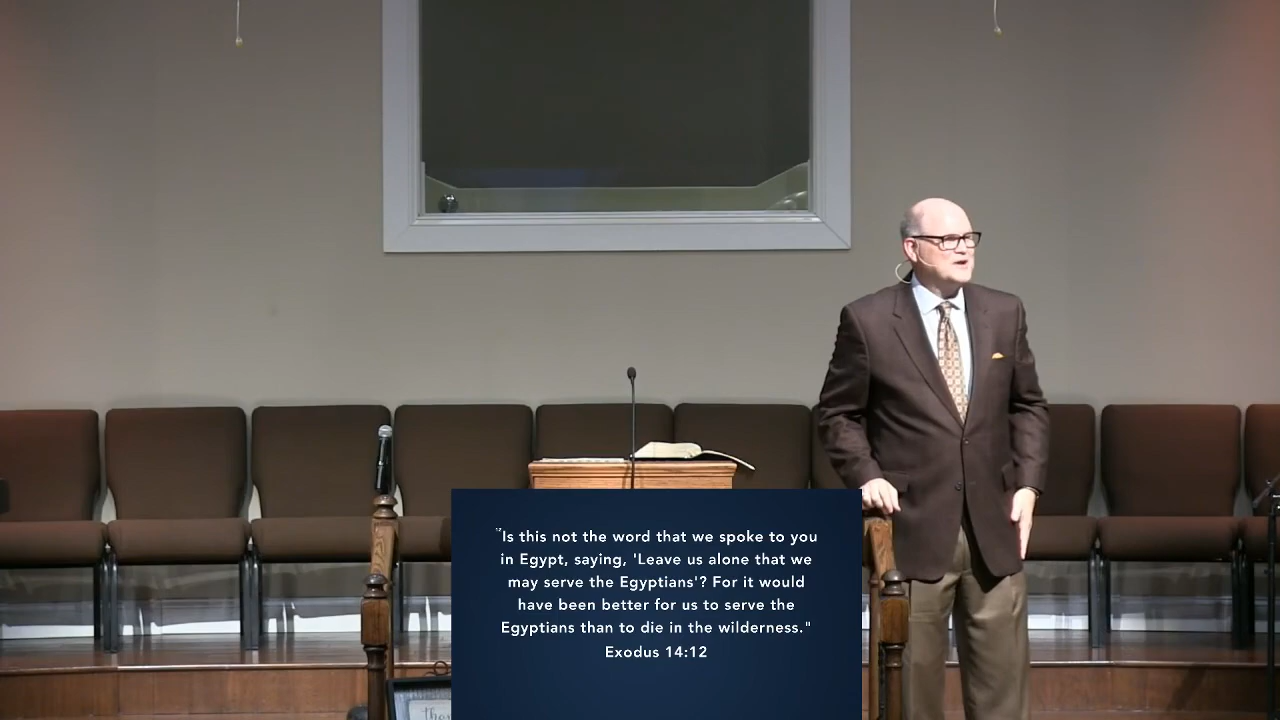 "Is this not the word that we spoke to you
in Egypt, saying, 'Leave us alone that we
may serve the Egyptians'? For it would
have been better for us to serve the
Egyptians than to die in the wilderness."
Exodus 14:12